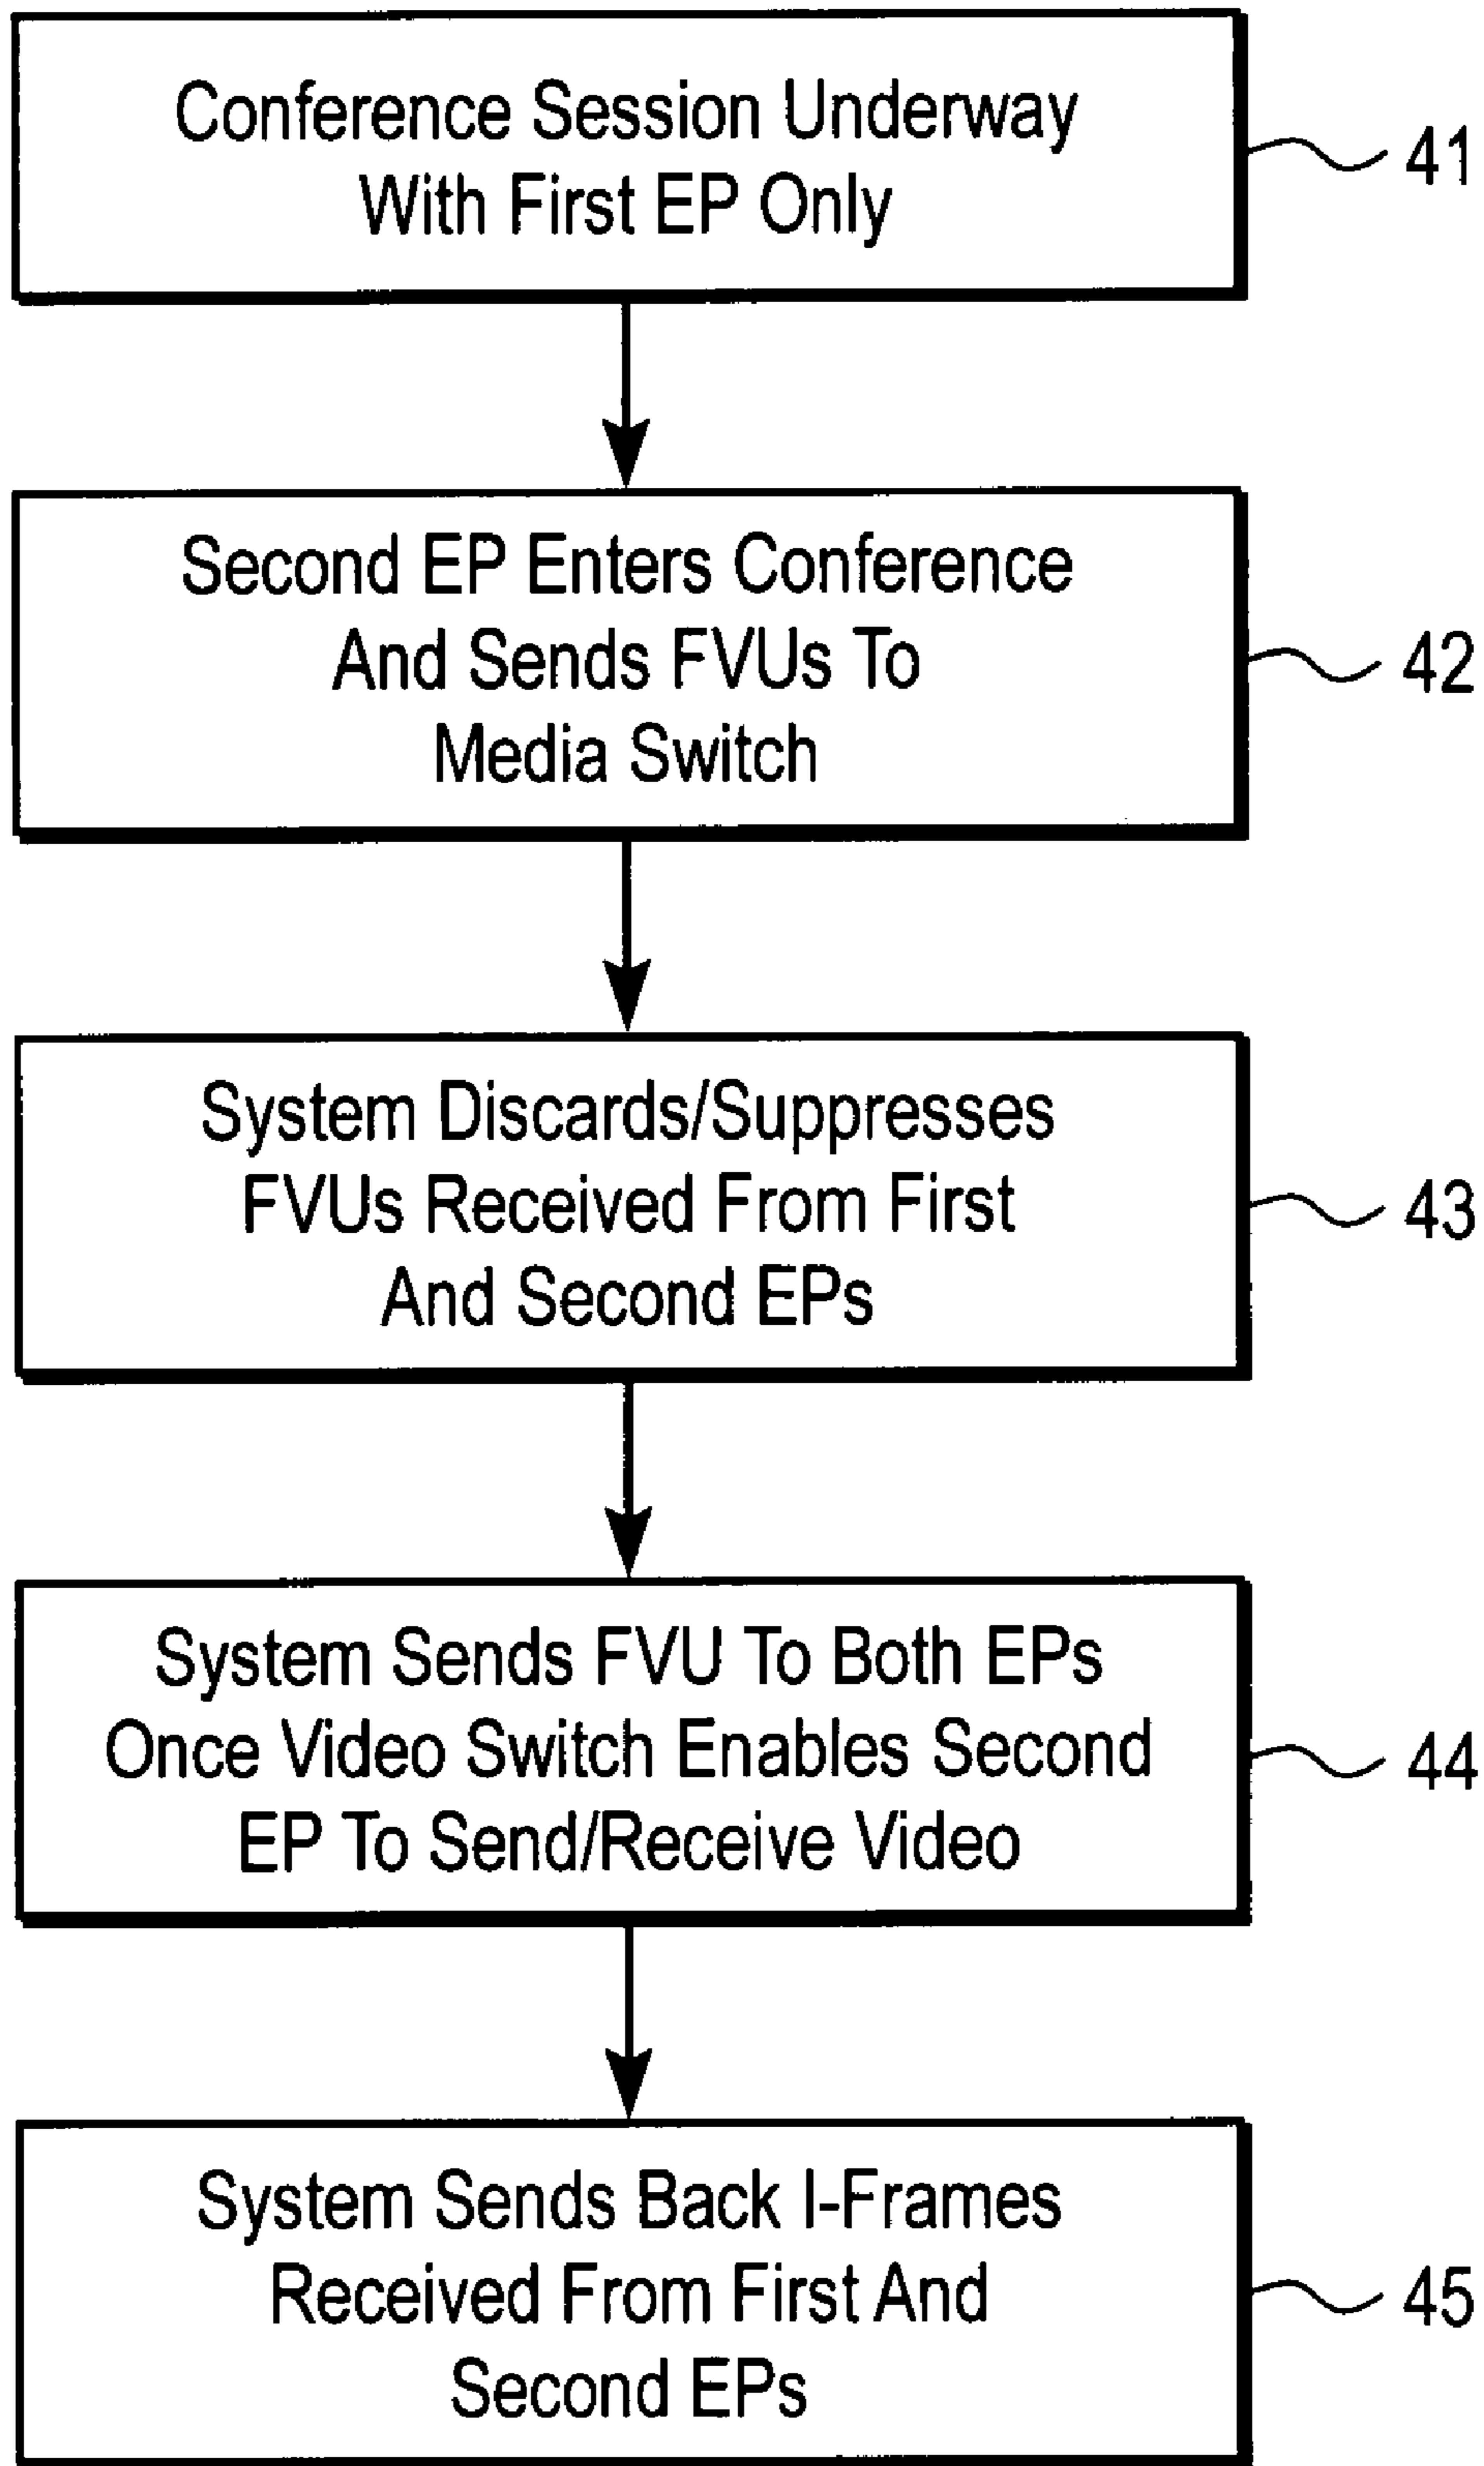 Conference Session Underway
With First EP Only
41
Second EP Enters Conference
And Sends FVUs To
Media Switch
42
System Discards/Suppresses
FVUs Received From First
And Second EPs
43
System Sends FVU To Both EPs
Once Video Switch Enables Second
EP To Send/Receive Video
44
System Sends Back I-Frames
Received From First And
Second EPs
45